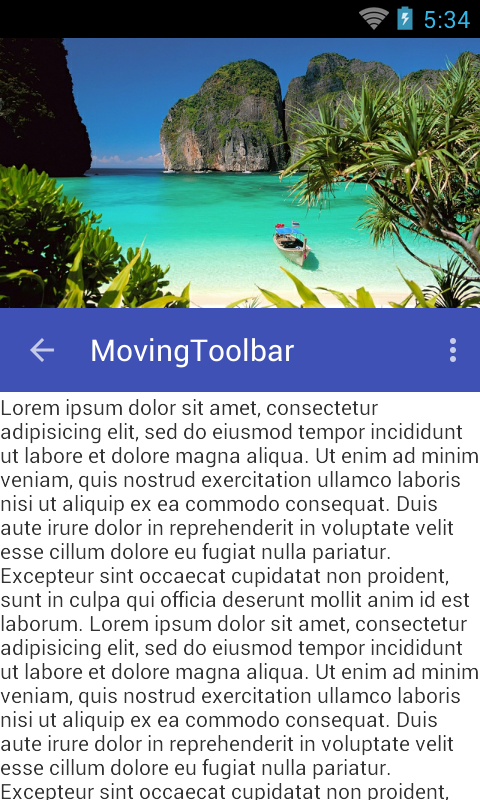 5:34
MovingToolbar
Lorem ipsum dolor sit amet, consectetur
adipisicing elit, sed do eiusmod tempor incididunt
ut labore et dolore magna aliqua. Ut enim ad minim
veniam, quis nostrud exercitation ullamco laboris
nisi ut aliquip ex ea commodo consequat. Duis
aute irure dolor in reprehenderit in voluptate velit
esse cillum dolore eu fugiat nulla pariatur.
Excepteur sint occaecat cupidatat non proident,
sunt in culpa qui officia deserunt mollit anim id est
laborum. Lorem ipsum dolor sit amet, consectetur
adipisicing elit, sed do eiusmod tempor incididunt
ut labore et dolore magna aliqua. Ut enim ad minim
veniam, quis nostrud exercitation ullamco laboris
nisi ut aliquip ex ea commodo consequat. Duis
aute irure dolor in reprehenderit in voluptate velit
esse cillum dolore eu fugiat nulla pariatur.
Excepteur sint occaecat cupidatat non proident,